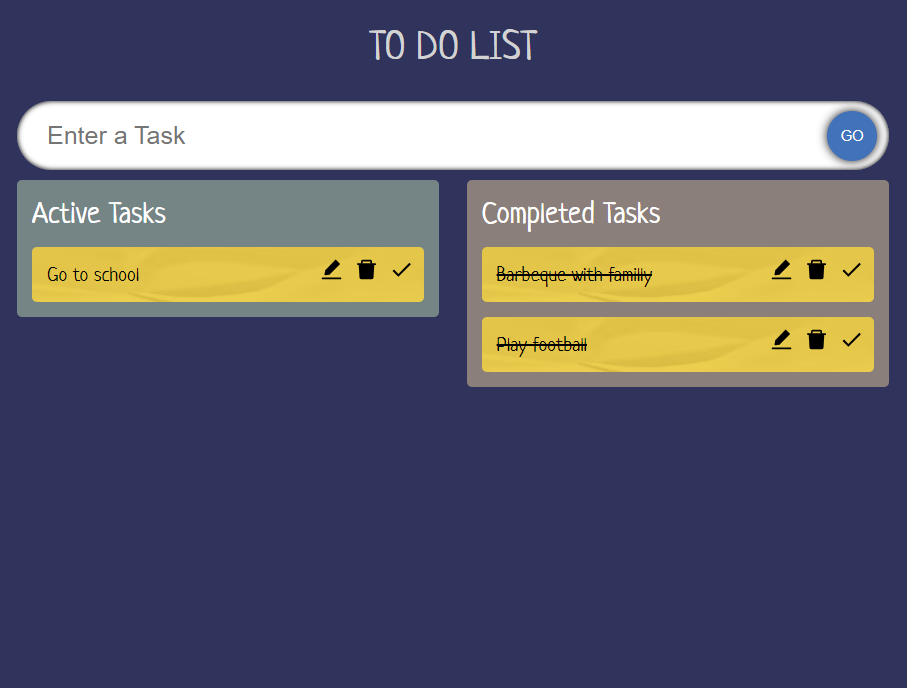 TO DO LIST
Enter a Task
GO
Active Tasks
Go to school
Completed Tasks
Barbeque with familly
Play football